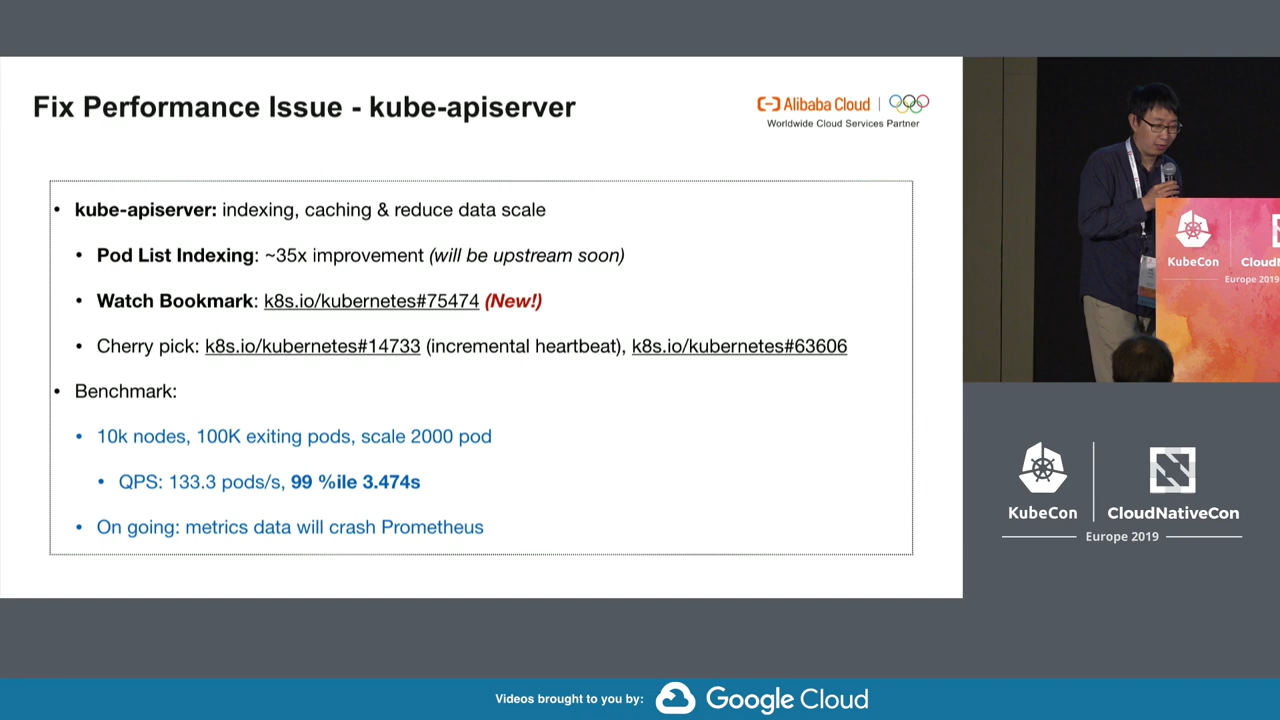 Fix Performance Issue - kube-apiserver
Alibaba Cloud
Worldwide Cloud Services Partner
• kube-apiserver: indexing, caching & reduce data scale
• Pod List Indexing: ~35x improvement (will be upstream soon)
• Watch Bookmark: k8s.io/kubernetes#75474 (New!)
• Cherry pick: k8s.io/kubernetes#14733 (incremental heartbeat), k8s.io/kubernetes#63606
• Benchmark:
• 10k nodes, 100K exiting pods, scale 2000 pod
• QPS: 133.3 pods/s, 99 %ile 3.474s
• On going: metrics data will crash Prometheus
KubeCon
Europe 2019
KubeCon
CloudNativeCon
Europe 2019
Videos brought to you by:
Google Cloud